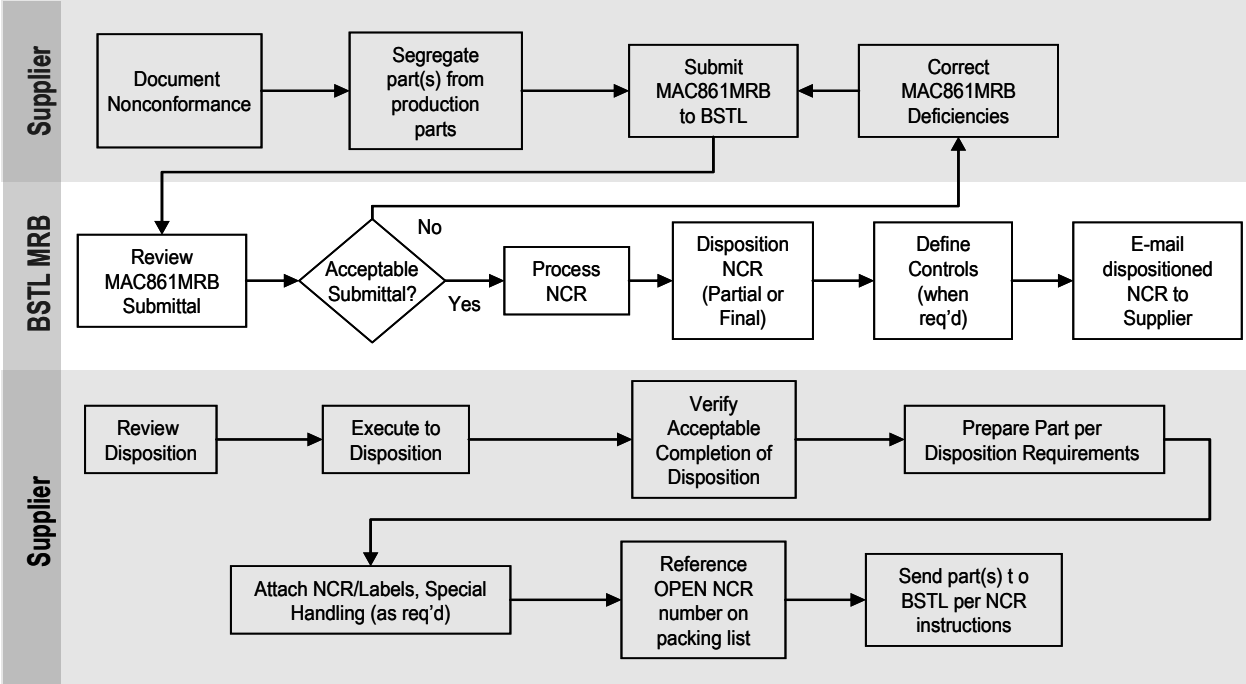 Supplier
Document
Nonconformance
Segregate
part(s) from
production
parts
Submit
MAC861MRB
to BSTL
Correct
MAC861MRB
Deficiencies
BSTL MRB
Review
MAC861MRB
Submittal
Acceptable
Submittal?
No
Yes
Process
NCR
Disposition
NCR
(Partial or
Final)
Define
Controls
(when
req'd)
E-mail
dispositioned
NCR to
Supplier
Supplier
Review
Disposition
Execute to
Disposition
Verify
Acceptable
Completion of
Disposition
Prepare Part per
Disposition Requirements
Attach NCR/Labels, Special
Handling (as req'd)
Reference
OPEN NCR
number on
packing list
Send part(s) t o
BSTL per NCR
instructions